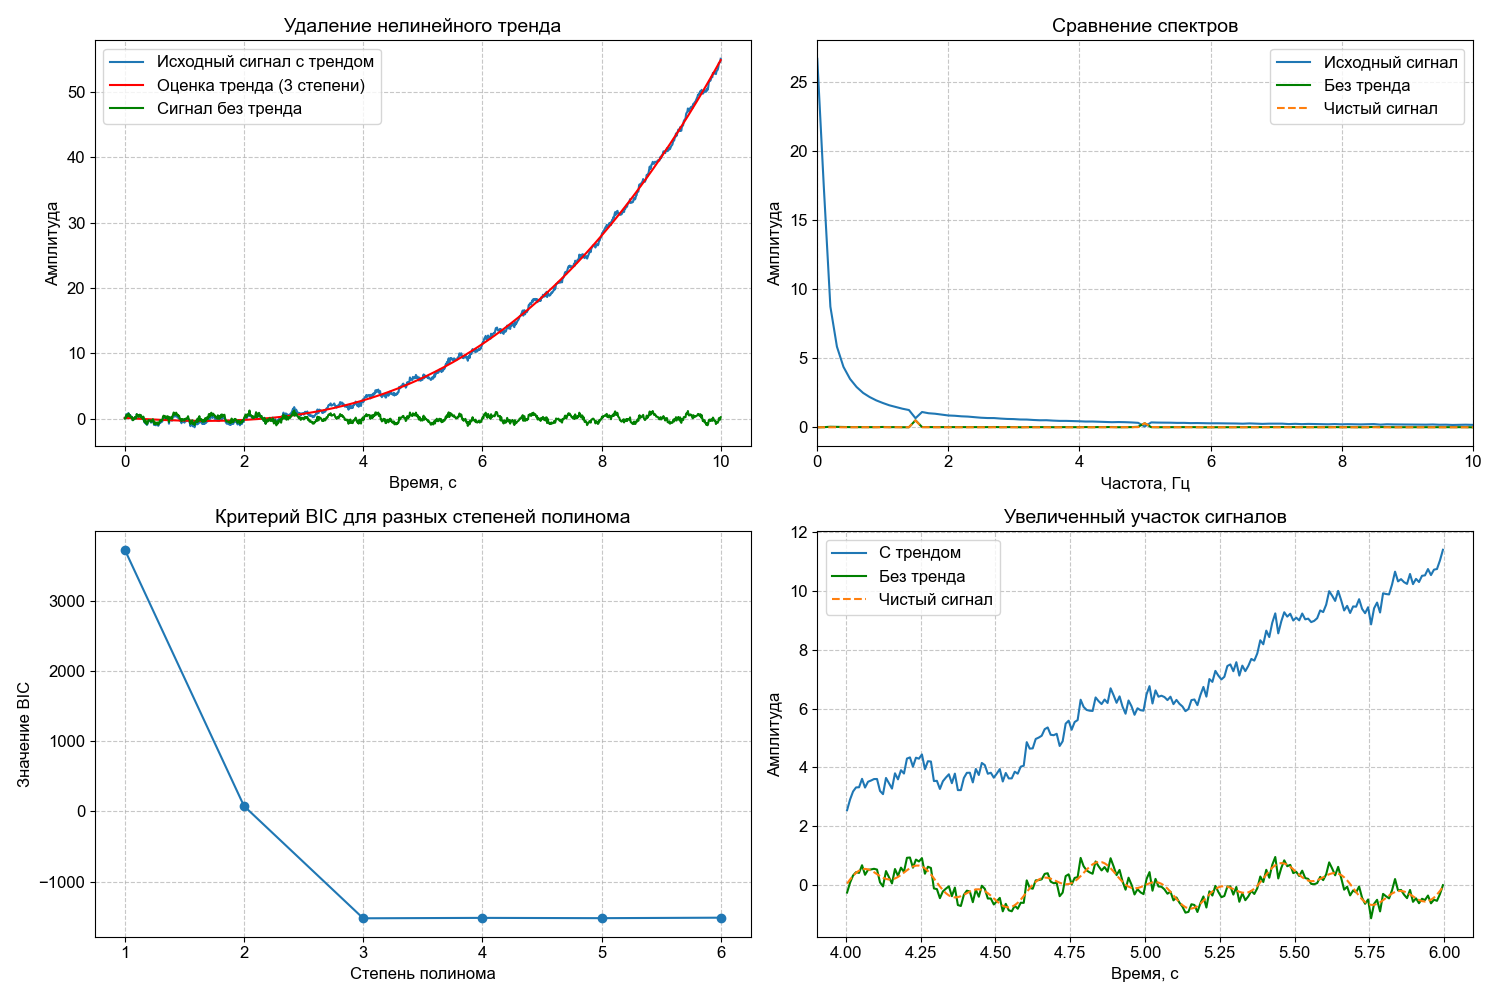 Удаление нелинейного тренда
Исходный сигнал с трендом
Оценка тренда (3 степени)
Сигнал без тренда
Амплитуда
50
40
30
20
10
0
0
2
4
6
8
10
Время, с
Сравнение спектров
Исходный сигнал
Без тренда
Чистый сигнал
Амплитуда
25
20
15
10
5
0
0
2
4
6
8
10
Частота, Гц
Критерий BIC для разных степеней полинома
Значение BIC
3000
2000
1000
0
−1000
1
2
3
4
5
6
Степень полинома
Увеличенный участок сигналов
С трендом
Без тренда
Чистый сигнал
Амплитуда
12
10
8
6
4
2
0
4.00
4.25
4.50
4.75
5.00
5.25
5.50
5.75
6.00
Время, с